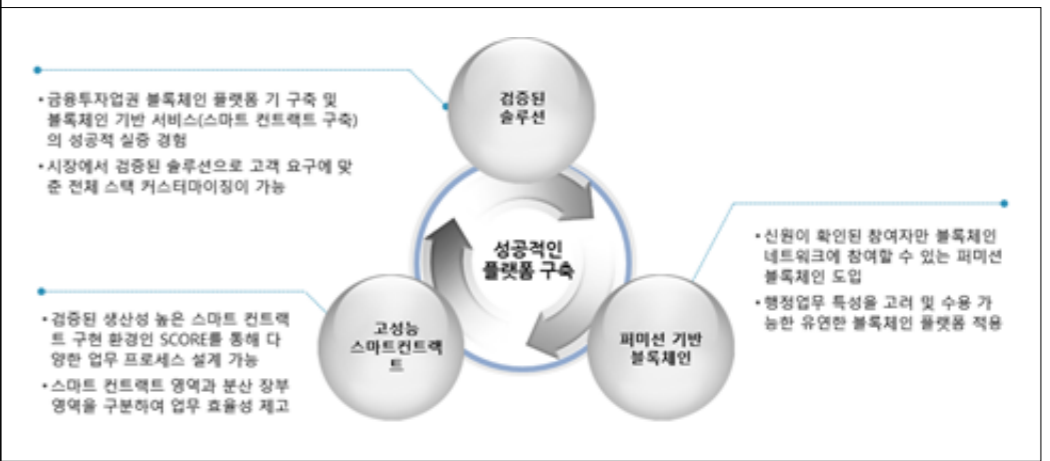 검증된
솔루션
• 금융투자업권 블록체인 플랫폼 기 구축 및
블록체인 기반 서비스(스마트 컨트랙트 구축)
의 성공적 실증 경험
• 시장에서 검증된 솔루션으로 고객 요구에 맞
춘 전체 스택 커스터마이징이 가능
성공적인
플랫폼 구축
• 신원이 확인된 참여자만 블록체인
네트워크에 참여할 수 있는 퍼미션
블록체인 도입
• 행정업무 특성을 고려 및 수용 가
능한 유연한 블록체인 플랫폼 적용
퍼미션 기반
블록체인
고성능
스마트컨트랙
트
• 검증된 생산성 높은 스마트 컨트랙
트 구현 환경인 SCORE를 통해 다
양한 업무 프로세스 설계 가능
• 스마트 컨트랙트 영역과 분산 장부
영역을 구분하여 업무 효율성 제고